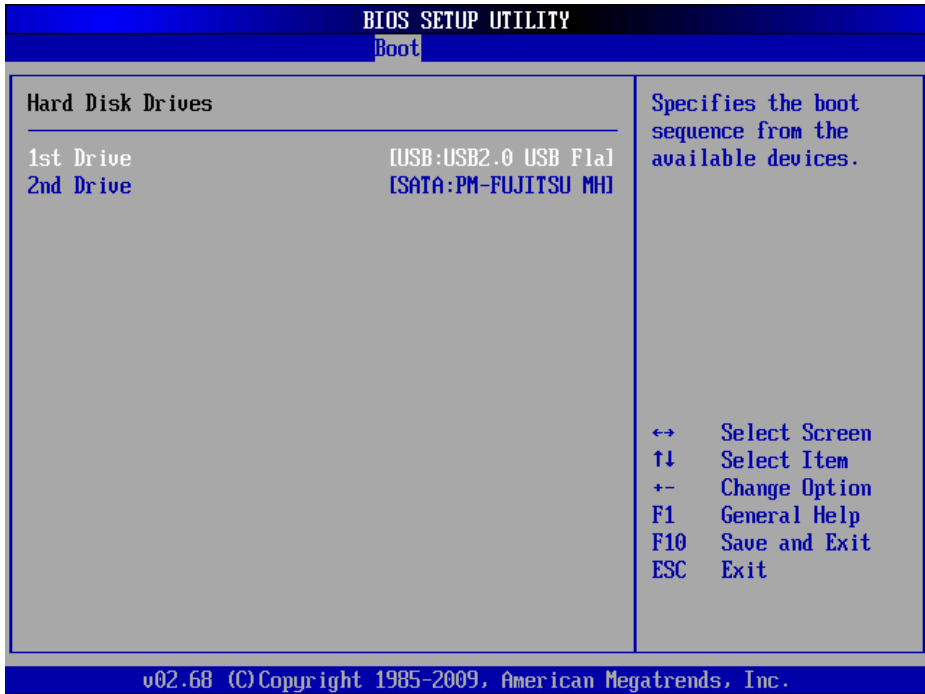 BIOS SETUP UTILITY
Boot
Hard Disk Drives
1st Drive [USB:USB2.0 USB Fla]
2nd Drive [SATA:PM-FUJITSU MH]
Specifies the boot
sequence from the
available devices.
←→ Select Screen
↑↓ Select Item
+- Change Option
F1 General Help
F10 Save and Exit
ESC Exit
v02.68 (C)Copyright 1985-2009, American Megatrends, Inc.